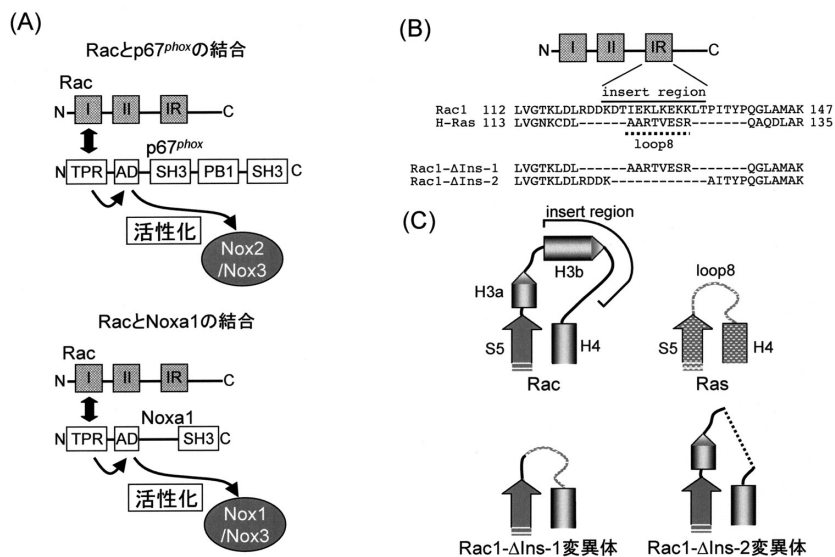 (A)
Racとp67phoxの結合
Rac
N I II IR C
p67phox
N TPR AD SH3 PB1 SH3 C
活性化
Nox2
/Nox3
RacとNoxa1の結合
Rac
N I II IR C
Noxa1
N TPR AD SH3 C
活性化
Nox1
/Nox3
(B)
N I II IR C
insert region
Rac1 112 LVGTKLDLRDDKDTIEKLKEKKLTPITYPQGLAMAK 147
H-Ras 113 LVGNKCDL------AARTVESR-------QAQDLAR 135
loop8
Rac1-ΔIns-1 LVGTKLDL------AARTVESR------YPQGLAMAK
Rac1-ΔIns-2 LVGTKLDLRDDK------------AITYPQGLAMAK
(C)
insert region
H3b
H3a
S5
H4
Rac
loop8
S5
H4
Ras
Rac1-ΔIns-1変異体
Rac1-ΔIns-2変異体